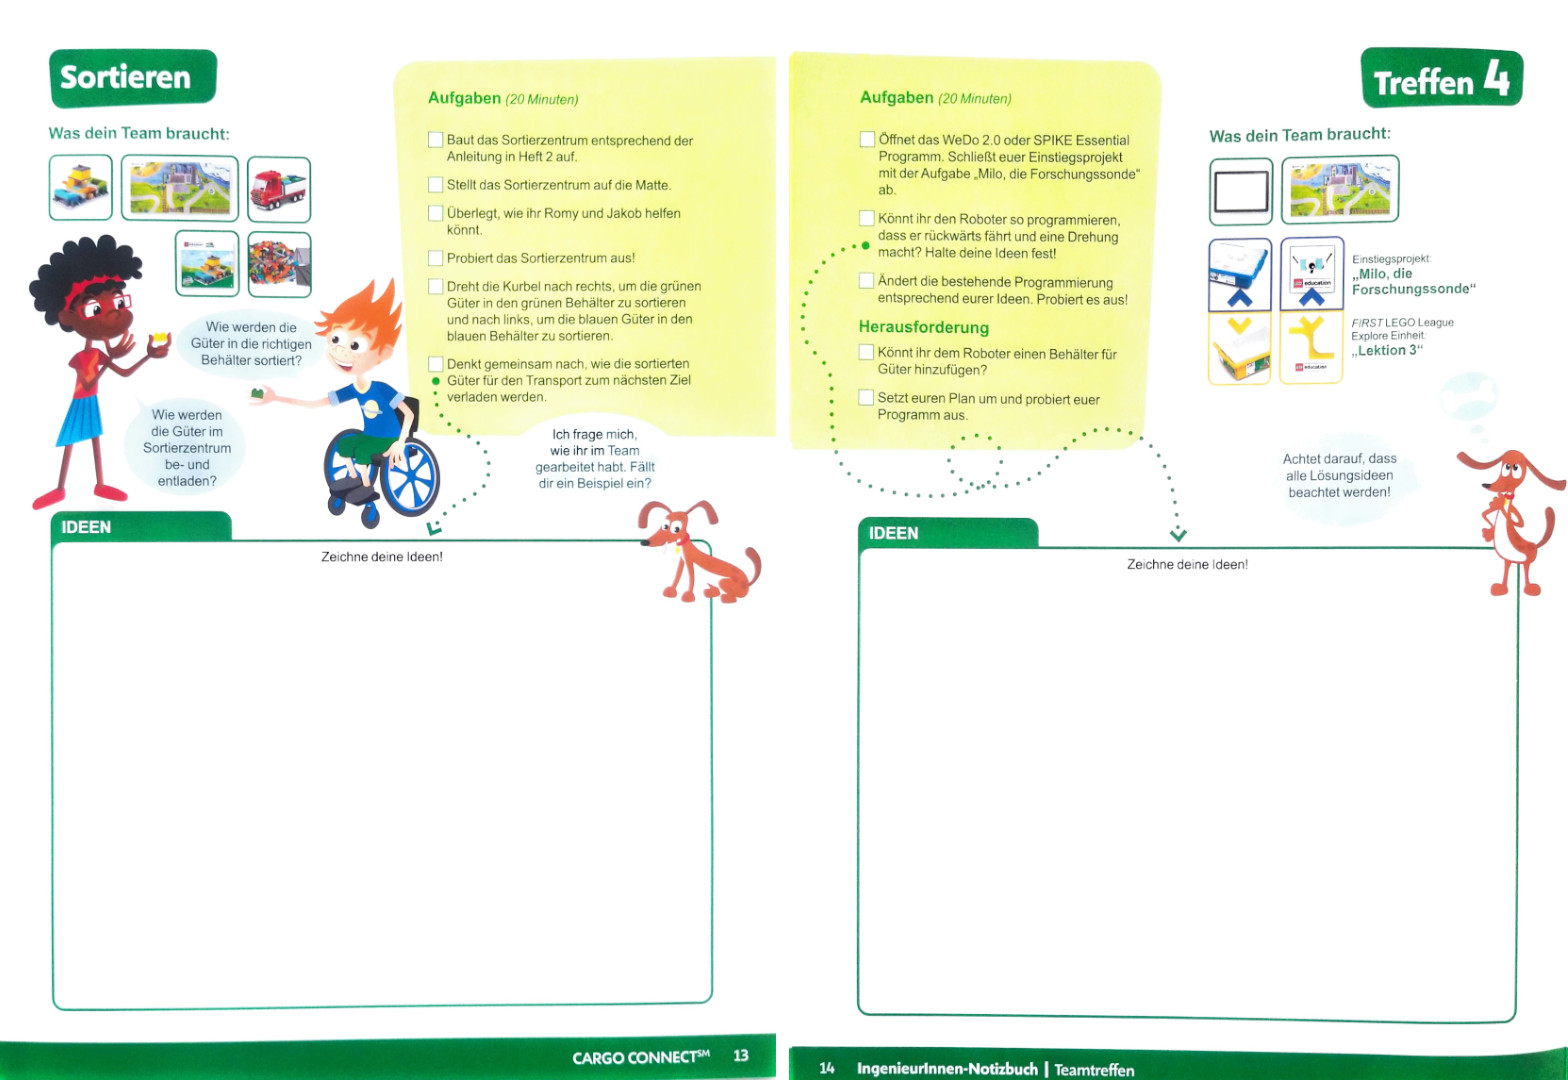 Sortieren
Was dein Team braucht:
Wie werden die
Güter in die richtigen
Behälter sortiert?
Wie werden
die Güter im
Sortierzentrum
be- und
entladen?
Aufgaben (20 Minuten)
Baut das Sortierzentrum entsprechend der
Anleitung in Heft 2 auf.
Stellt das Sortierzentrum auf die Matte.
Überlegt, wie ihr Romy und Jakob helfen
könnt.
Probiert das Sortierzentrum aus!
Dreht die Kurbel nach rechts, um die grünen
Güter in den grünen Behälter zu sortieren
und nach links, um die blauen Güter in den
blauen Behälter zu sortieren.
Denkt gemeinsam nach, wie die sortierten
Güter für den Transport zum nächsten Ziel
verladen werden.
Ich frage mich,
wie ihr im Team
gearbeitet habt. Fällt
dir ein Beispiel ein?
IDEEN
Zeichne deine Ideen!
CARGO CONNECT℠ 13
Treffen 4
Aufgaben (20 Minuten)
Öffnet das WeDo 2.0 oder SPIKE Essential
Programm. Schließt euer Einstiegsprojekt
mit der Aufgabe „Milo, die Forschungssonde“
ab.
Könnt ihr den Roboter so programmieren,
dass er rückwärts fährt und eine Drehung
macht? Halte deine Ideen fest!
Ändert die bestehende Programmierung
entsprechend eurer Ideen. Probiert es aus!
Herausforderung
Könnt ihr dem Roboter einen Behälter für
Güter hinzufügen?
Setzt euren Plan um und probiert euer
Programm aus.
Was dein Team braucht:
education
Einstiegsprojekt:
„Milo, die
Forschungssonde“
education
FIRST LEGO League
Explore Einheit:
„Lektion 3“
Achtet darauf, dass
alle Lösungsideen
beachtet werden!
IDEEN
Zeichne deine Ideen!
14 IngenieurInnen-Notizbuch | Teamtreffen